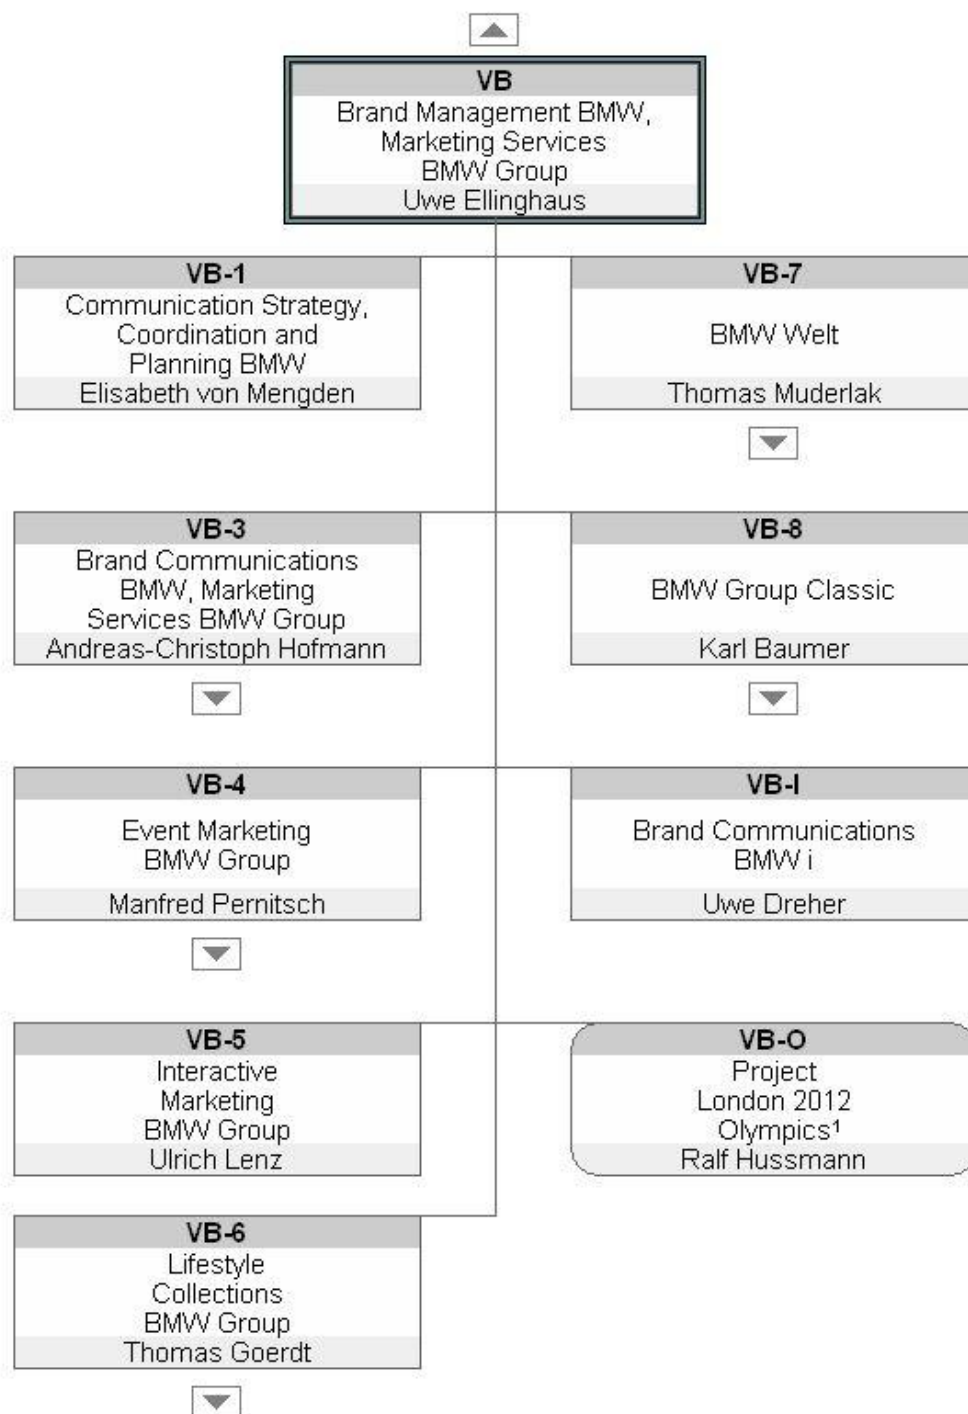 VB
Brand Management BMW,
Marketing Services
BMW Group
Uwe Ellinghaus
VB-1
Communication Strategy,
Coordination and
Planning BMW
Elisabeth von Mengden
VB-7
BMW Welt
Thomas Muderlak
VB-3
Brand Communications
BMW, Marketing
Services BMW Group
Andreas-Christoph Hofmann
VB-8
BMW Group Classic
Karl Baumer
VB-4
Event Marketing
BMW Group
Manfred Pernitsch
VB-I
Brand Communications
BMW i
Uwe Dreher
VB-5
Interactive
Marketing
BMW Group
Ulrich Lenz
VB-O
Project
London 2012
Olympics¹
Ralf Hussmann
VB-6
Lifestyle
Collections
BMW Group
Thomas Goerdt